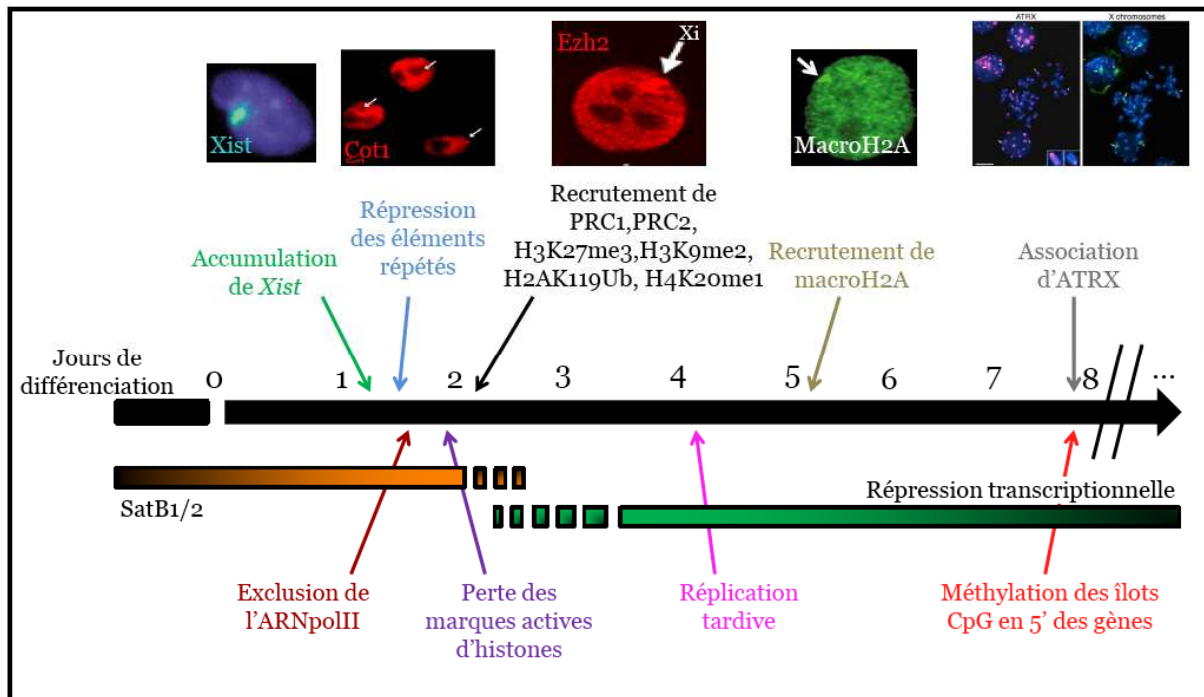 ATRX
X chromosomes
Ezh2
Xi
Xist
Cot1
MacroH2A
Recrutement de
PRC1,PRC2,
H3K27me3,H3K9me2,
H2AK119Ub, H4K20me1
Répression
des éléments
répétés
Accumulation
de Xist
Recrutement de
macroH2A
Association
d'ATRX
Jours de
différenciation
0 1 2 3 4 5 6 7 8 ...
SatB1/2
Répression transcriptionnelle
Exclusion de
l'ARNpolII
Perte des
marques actives
d'histones
Réplication
tardive
Méthylation des îlots
CpG en 5' des gènes